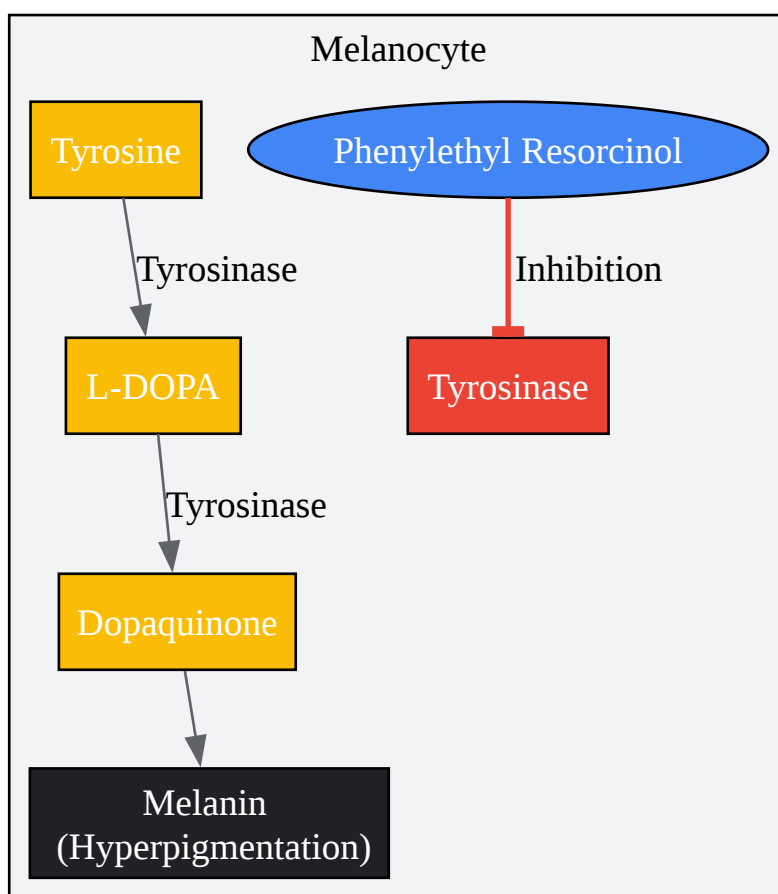 Melanocyte
Tyrosine
Phenylethyl Resorcinol
Tyrosinase
Inhibition
L-DOPA
Tyrosinase
Tyrosinase
Dopaquinone
Melanin
(Hyperpigmentation)